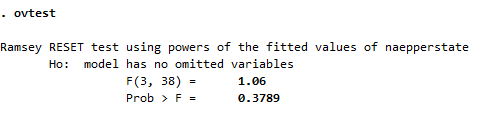 . ovtest
Ramsey RESET test using powers of the fitted values of naepperstate
Ho: model has no omitted variables
F(3, 38) = 1.06
Prob > F = 0.3789